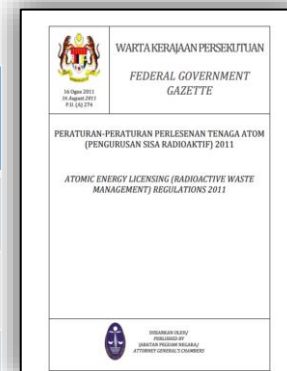 WARTA KERAJAAN PERSEKUTUAN
FEDERAL GOVERNMENT
GAZETTE
16 Ogos 2011
16 August 2011
P.U. (A) 274
PERATURAN-PERATURAN PERLESENAN TENAGA ATOM
(PENGURUSAN SISA RADIOAKTIF) 2011
ATOMIC ENERGY LICENSING (RADIOACTIVE WASTE
MANAGEMENT) REGULATIONS 2011
DISIARKAN OLEH/
PUBLISHED BY
JABATAN PEGUAM NEGARA/
ATTORNEY GENERAL'S CHAMBERS